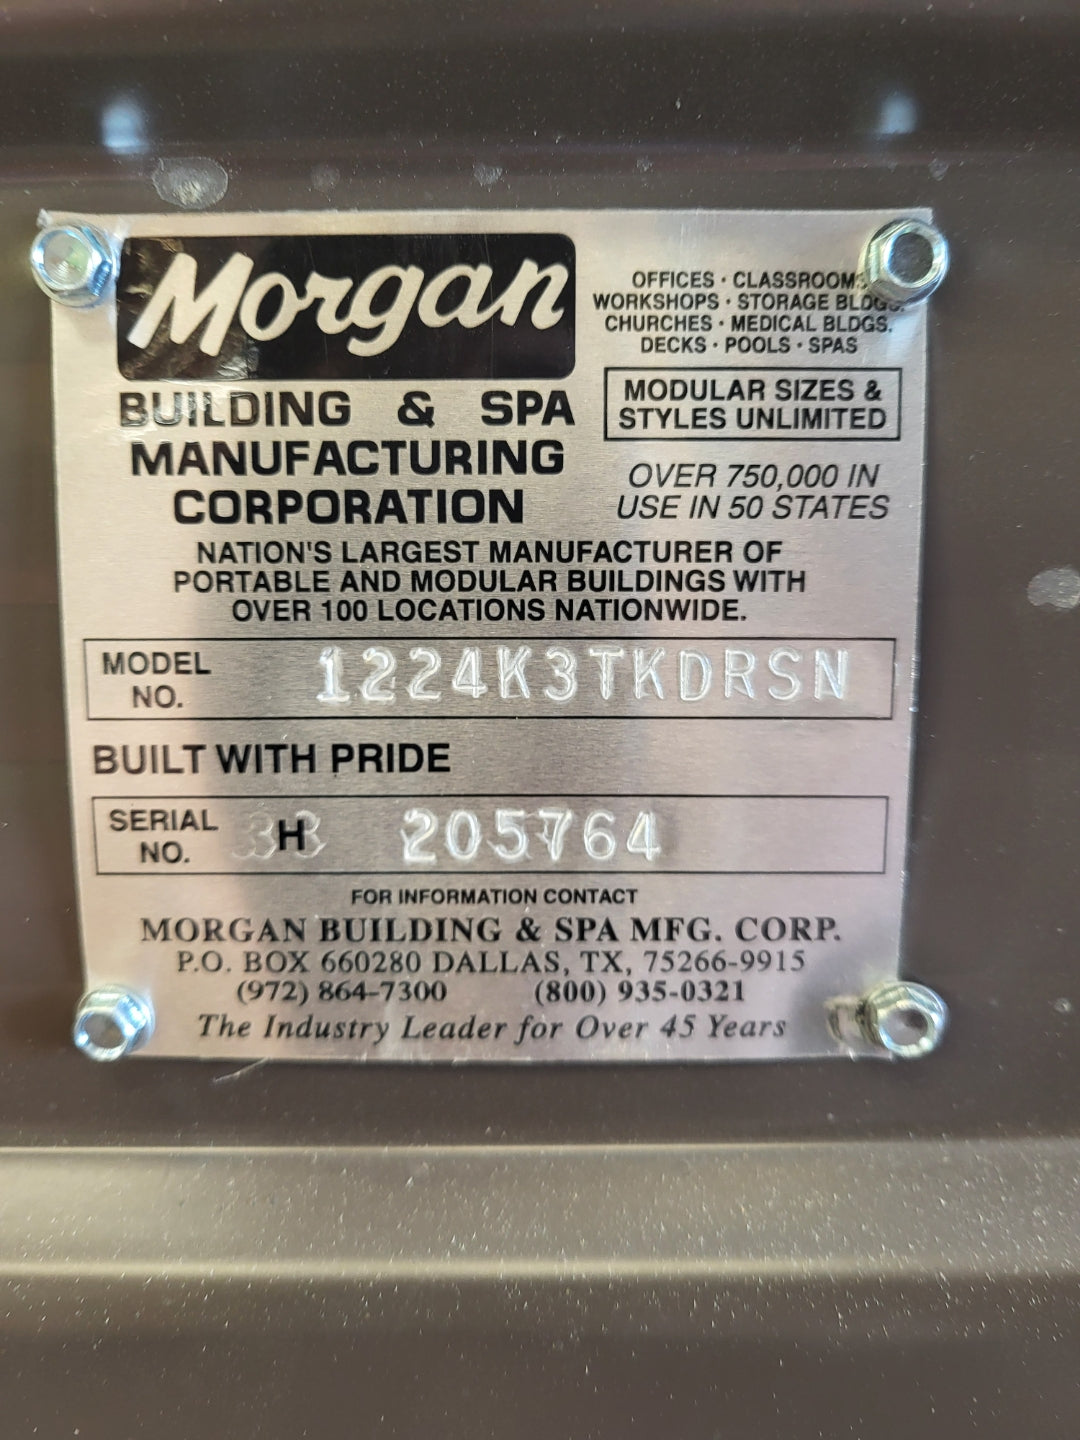 Morgan
BUILDING & SPA
MANUFACTURING
CORPORATION
OFFICES · CLASSROOMS
WORKSHOPS · STORAGE BLDGS.
CHURCHES · MEDICAL BLDGS.
DECKS · POOLS · SPAS
MODULAR SIZES &
STYLES UNLIMITED
OVER 750,000 IN
USE IN 50 STATES
NATION'S LARGEST MANUFACTURER OF
PORTABLE AND MODULAR BUILDINGS WITH
OVER 100 LOCATIONS NATIONWIDE.
MODEL NO. 1224K3TKDRSN
BUILT WITH PRIDE
SERIAL NO. H 205764
FOR INFORMATION CONTACT
MORGAN BUILDING & SPA MFG. CORP.
P.O. BOX 660280 DALLAS, TX, 75266-9915
(972) 864-7300 (800) 935-0321
The Industry Leader for Over 45 Years